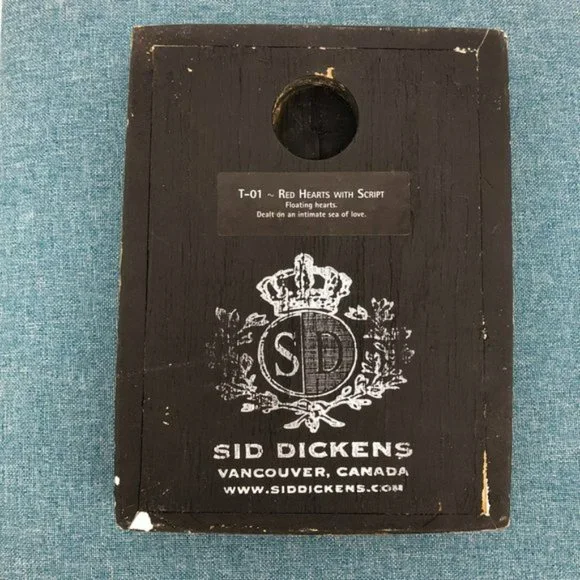 T-01 ~ Red Hearts with Script
Floating hearts.
Dealt on an intimate sea of love.
SD
SID DICKENS
VANCOUVER, CANADA
WWW.SIDDICKENS.COM